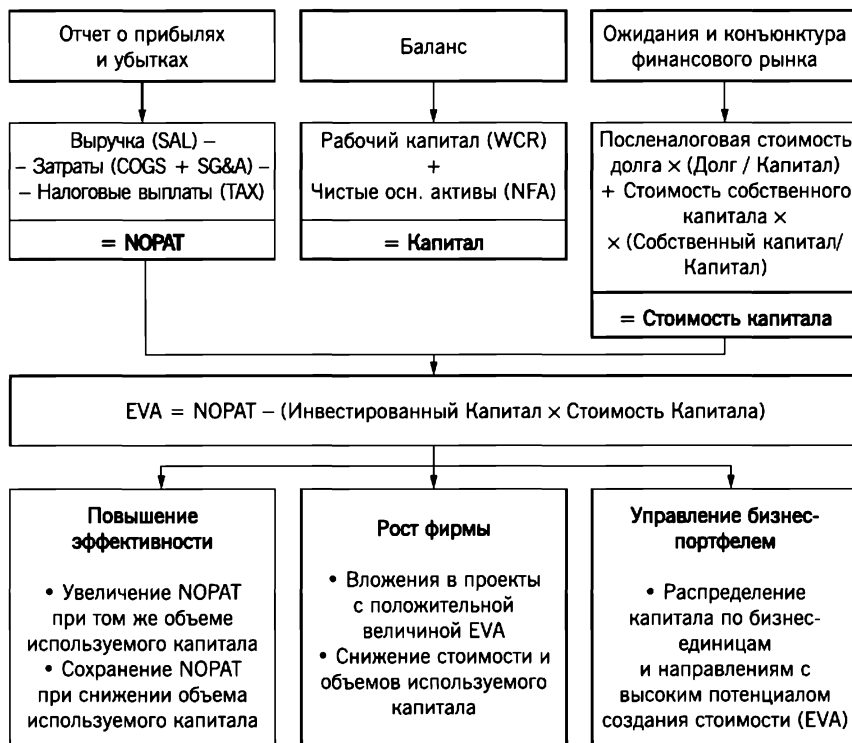 Отчет о прибылях
и убытках
Баланс
Ожидания и конъюнктура
финансового рынка
Выручка (SAL) –
– Затраты (COGS + SG&A) –
– Налоговые выплаты (TAX)
= NOPAT
Рабочий капитал (WCR)
+
Чистые осн. активы (NFA)
= Капитал
Посленалоговая стоимость
долга × (Долг / Капитал)
+ Стоимость собственного
капитала ×
× (Собственный капитал/
Капитал)
= Стоимость капитала
EVA = NOPAT – (Инвестированный Капитал × Стоимость Капитала)
Повышение
эффективности
• Увеличение NOPAT
при том же объеме
используемого капитала
• Сохранение NOPAT
при снижении объема
используемого капитала
Рост фирмы
• Вложения в проекты
с положительной
величиной EVA
• Снижение стоимости и
объемов используемого
капитала
Управление бизнес-
портфелем
• Распределение
капитала по бизнес-
единицам
и направлениям с
высоким потенциалом
создания стоимости (EVA)